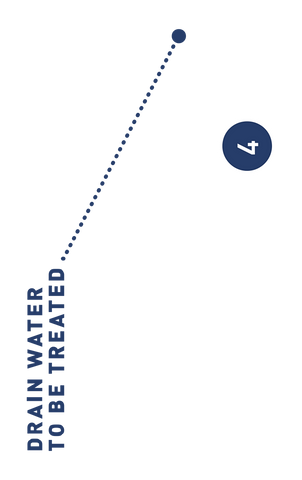 DRAIN WATER
TO BE TREATED
4